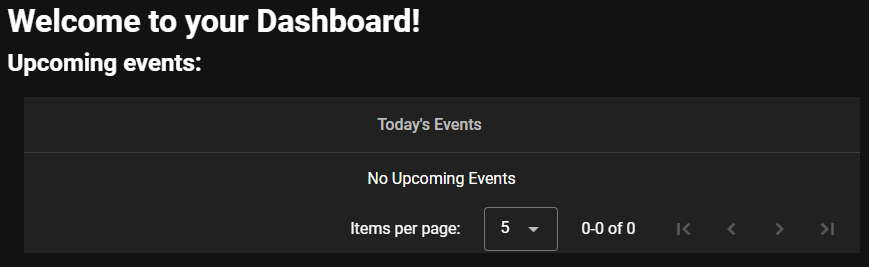 Welcome to your Dashboard!
Upcoming events:
Today's Events
No Upcoming Events
Items per page: 5 0-0 of 0